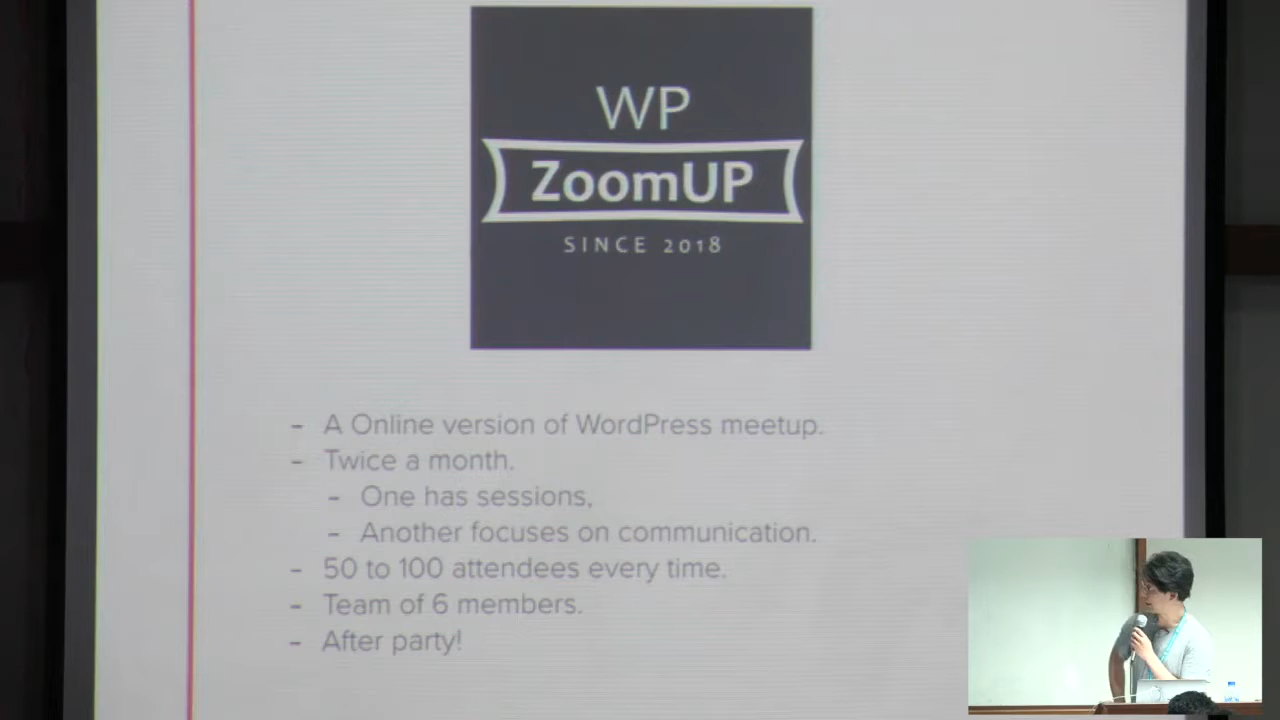 WP
ZoomUP
SINCE 2018
- A Online version of WordPress meetup.
- Twice a month.
- One has sessions,
- Another focuses on communication.
- 50 to 100 attendees every time.
- Team of 6 members.
- After party!